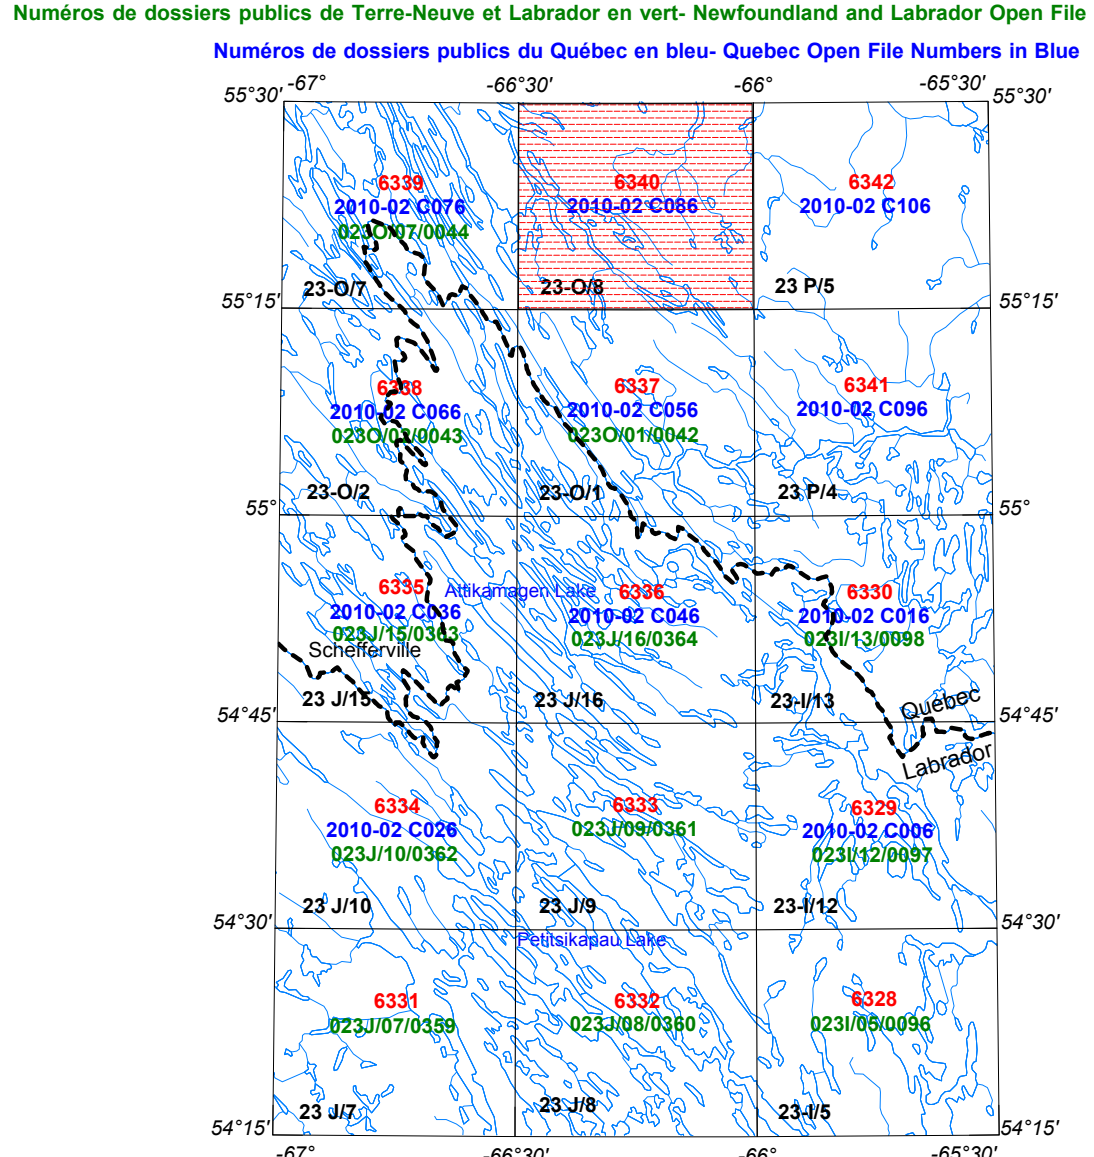 Numéros de dossiers publics de Terre-Neuve et Labrador en vert- Newfoundland and Labrador Open File
Numéros de dossiers publics du Québec en bleu- Quebec Open File Numbers in Blue
-67° -66°30' -66° -65°30'
55°30' 55°30'
6339
2010-02 C076
023O/07/0044
23-O/7
6340
2010-02 C086
23-O/8
6342
2010-02 C106
23 P/5
55°15' 55°15'
6338
2010-02 C066
023O/02/0043
23-O/2
6337
2010-02 C056
023O/01/0042
23-O/1
6341
2010-02 C096
23 P/4
55° 55°
6335
2010-02 C036
023J/15/0363
Schefferville
23 J/15
Attikamagen Lake
6336
2010-02 C046
023J/16/0364
23 J/16
6330
2010-02 C016
023I/13/0098
23-I/13
Québec
Labrador
54°45' 54°45'
6334
2010-02 C026
023J/10/0362
23 J/10
6333
023J/09/0361
23 J/9
6329
2010-02 C006
023I/12/0097
23-I/12
54°30' 54°30'
Petitsikapau Lake
6331
023J/07/0359
23 J/7
6332
023J/08/0360
23 J/8
6328
023I/05/0096
23-I/5
54°15' 54°15'
-67° -66°30' -66° -65°30'